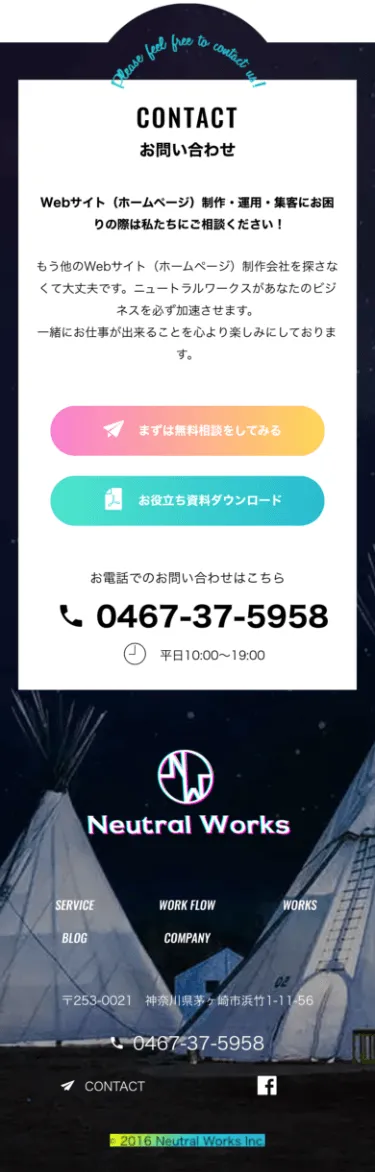 Please feel free to contact us!
CONTACT
お問い合わせ
Webサイト（ホームページ）制作・運用・集客にお困
りの際は私たちにご相談ください！
もう他のWebサイト（ホームページ）制作会社を探さな
くて大丈夫です。ニュートラルワークスがあなたのビジ
ネスを必ず加速させます。
一緒にお仕事が出来ることを心より楽しみにしておりま
す。
まずは無料相談をしてみる
お役立ち資料ダウンロード
お電話でのお問い合わせはこちら
0467-37-5958
平日10:00〜19:00
NW
Neutral Works
SERVICE WORK FLOW WORKS
BLOG COMPANY
02
〒253-0021 神奈川県茅ヶ崎市浜竹1-11-56
0467-37-5958
CONTACT
© 2016 Neutral Works Inc.